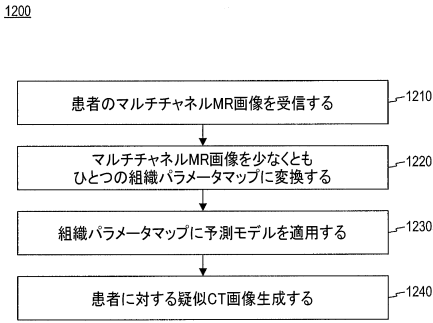 1200
患者のマルチチャネルMR画像を受信する
1210
マルチチャネルMR画像を少なくとも
ひとつの組織パラメータマップに変換する
1220
組織パラメータマップに予測モデルを適用する
1230
患者に対する疑似CT画像生成する
1240